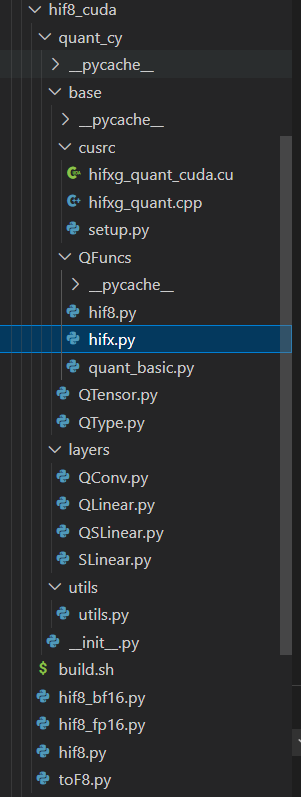 hif8_cuda
quant_cy
__pycache__
base
__pycache__
cusrc
hifxg_quant_cuda.cu
hifxg_quant.cpp
setup.py
QFuncs
__pycache__
hif8.py
hifx.py
quant_basic.py
QTensor.py
QType.py
layers
QConv.py
QLinear.py
QSLinear.py
SLinear.py
utils
utils.py
__init__.py
$ build.sh
hif8_bf16.py
hif8_fp16.py
hif8.py
toF8.py